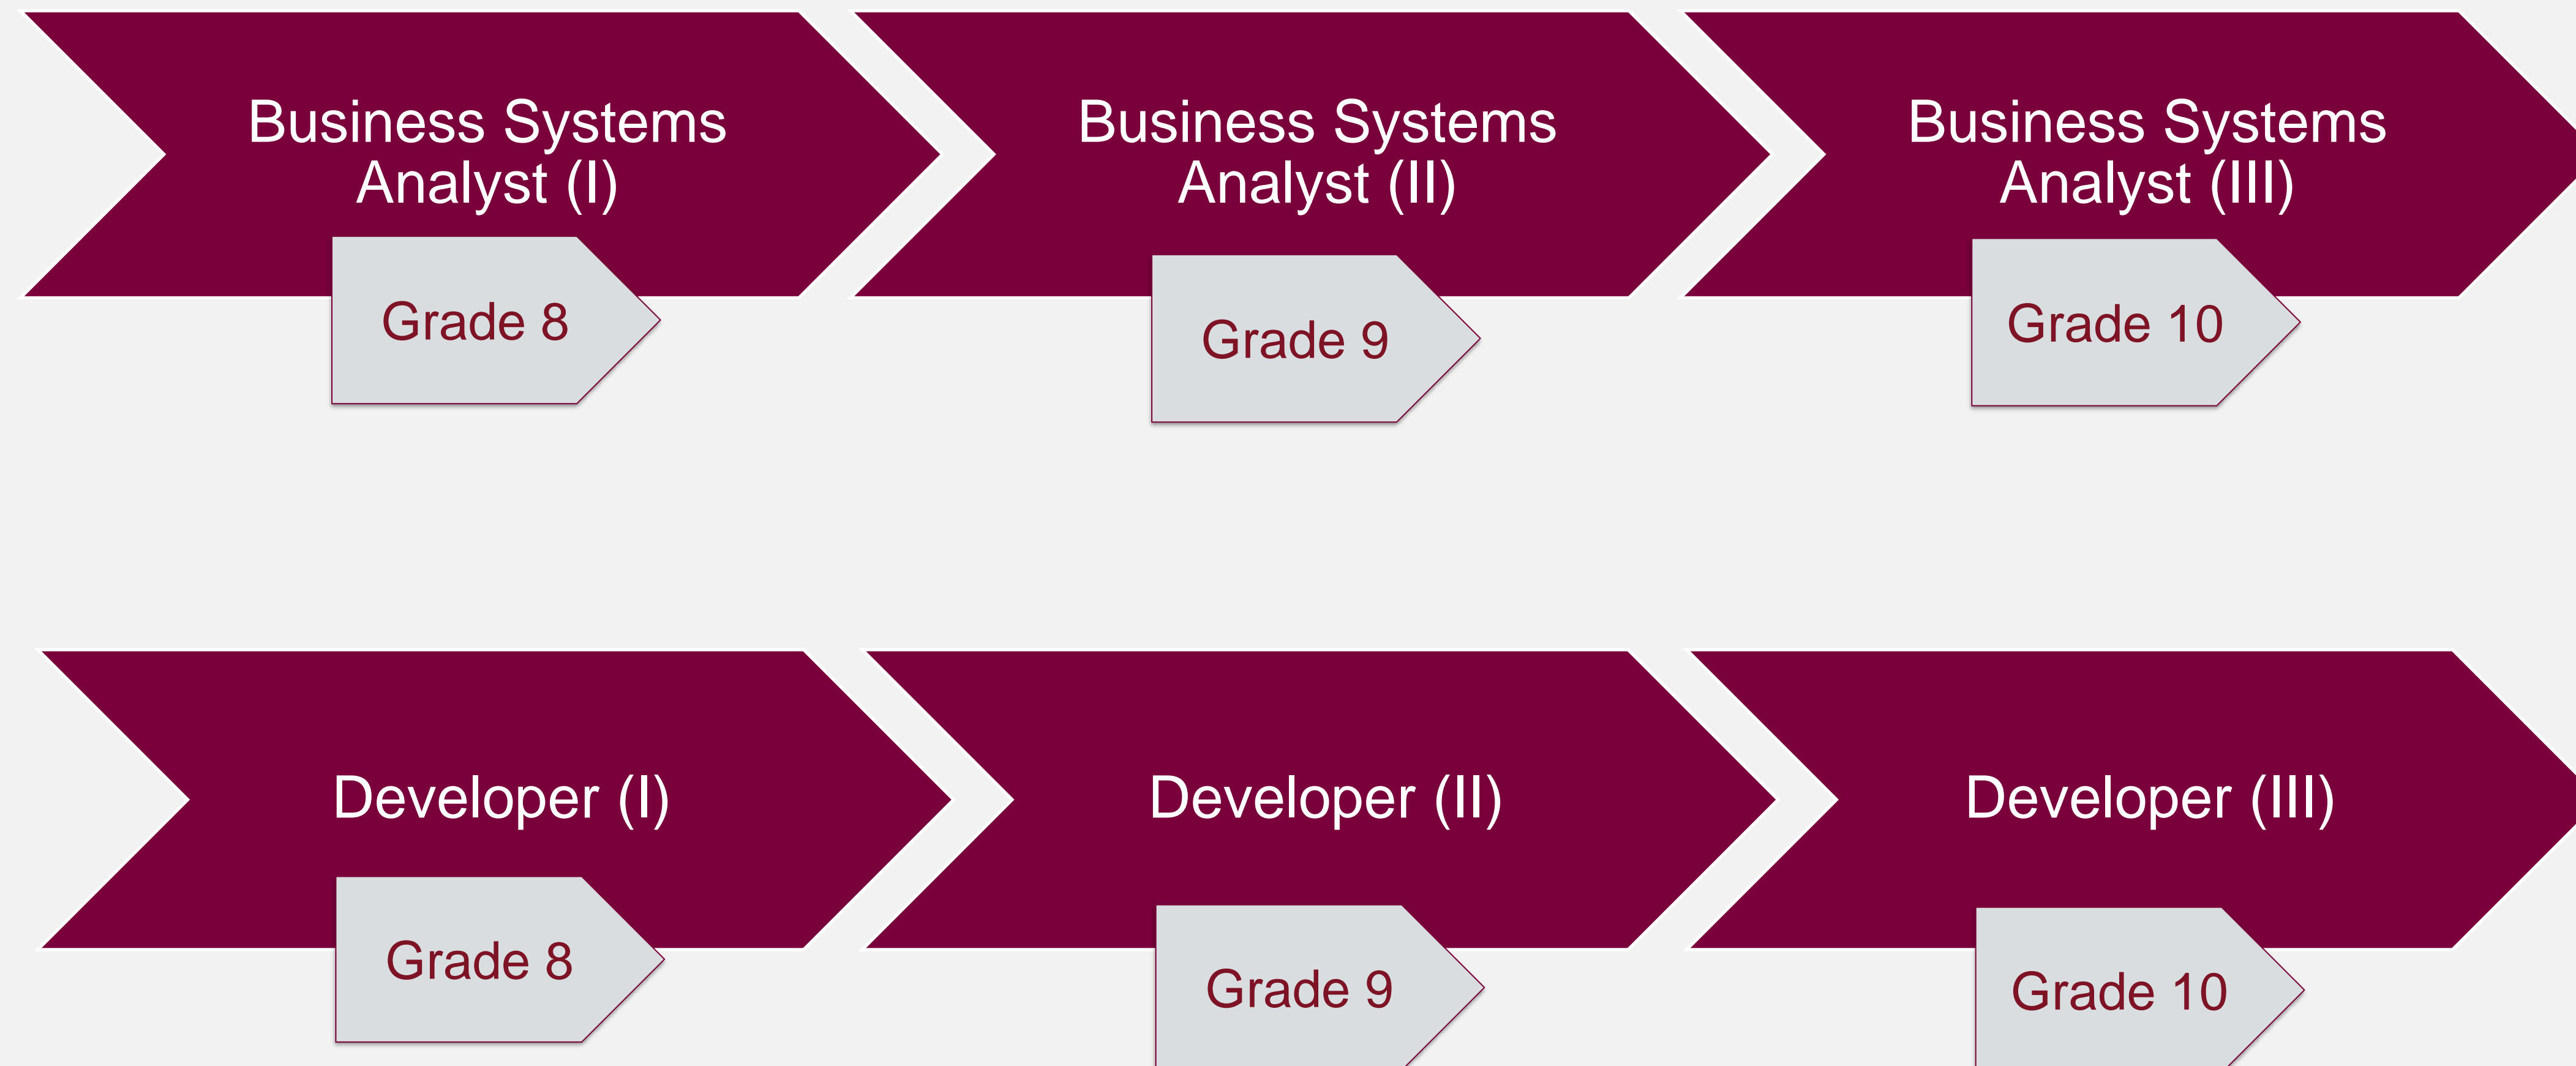 Business Systems
Analyst (I)
Grade 8
Business Systems
Analyst (II)
Grade 9
Business Systems
Analyst (III)
Grade 10
Developer (I)
Grade 8
Developer (II)
Grade 9
Developer (III)
Grade 10